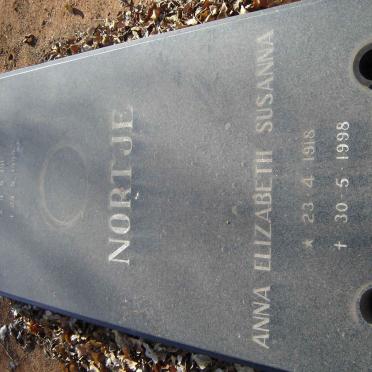 NORTJE
ANNA ELIZABETH SUSANNA
★ 23 4 1918
✝ 30 5 1998